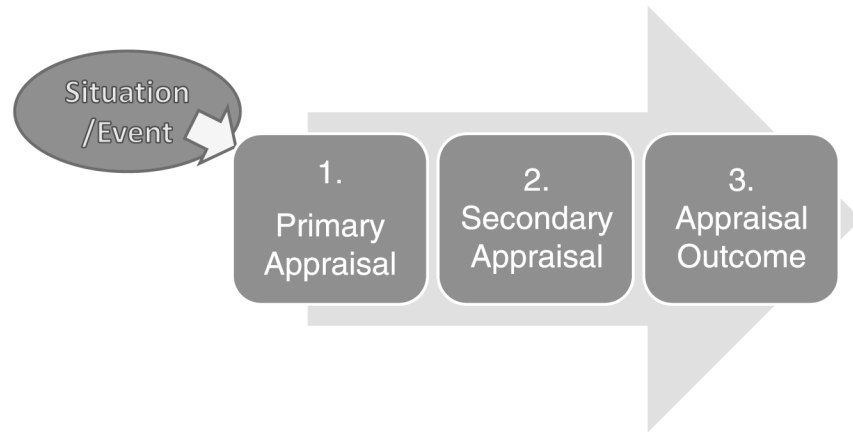 Situation
/Event
1.
Primary
Appraisal
2.
Secondary
Appraisal
3.
Appraisal
Outcome